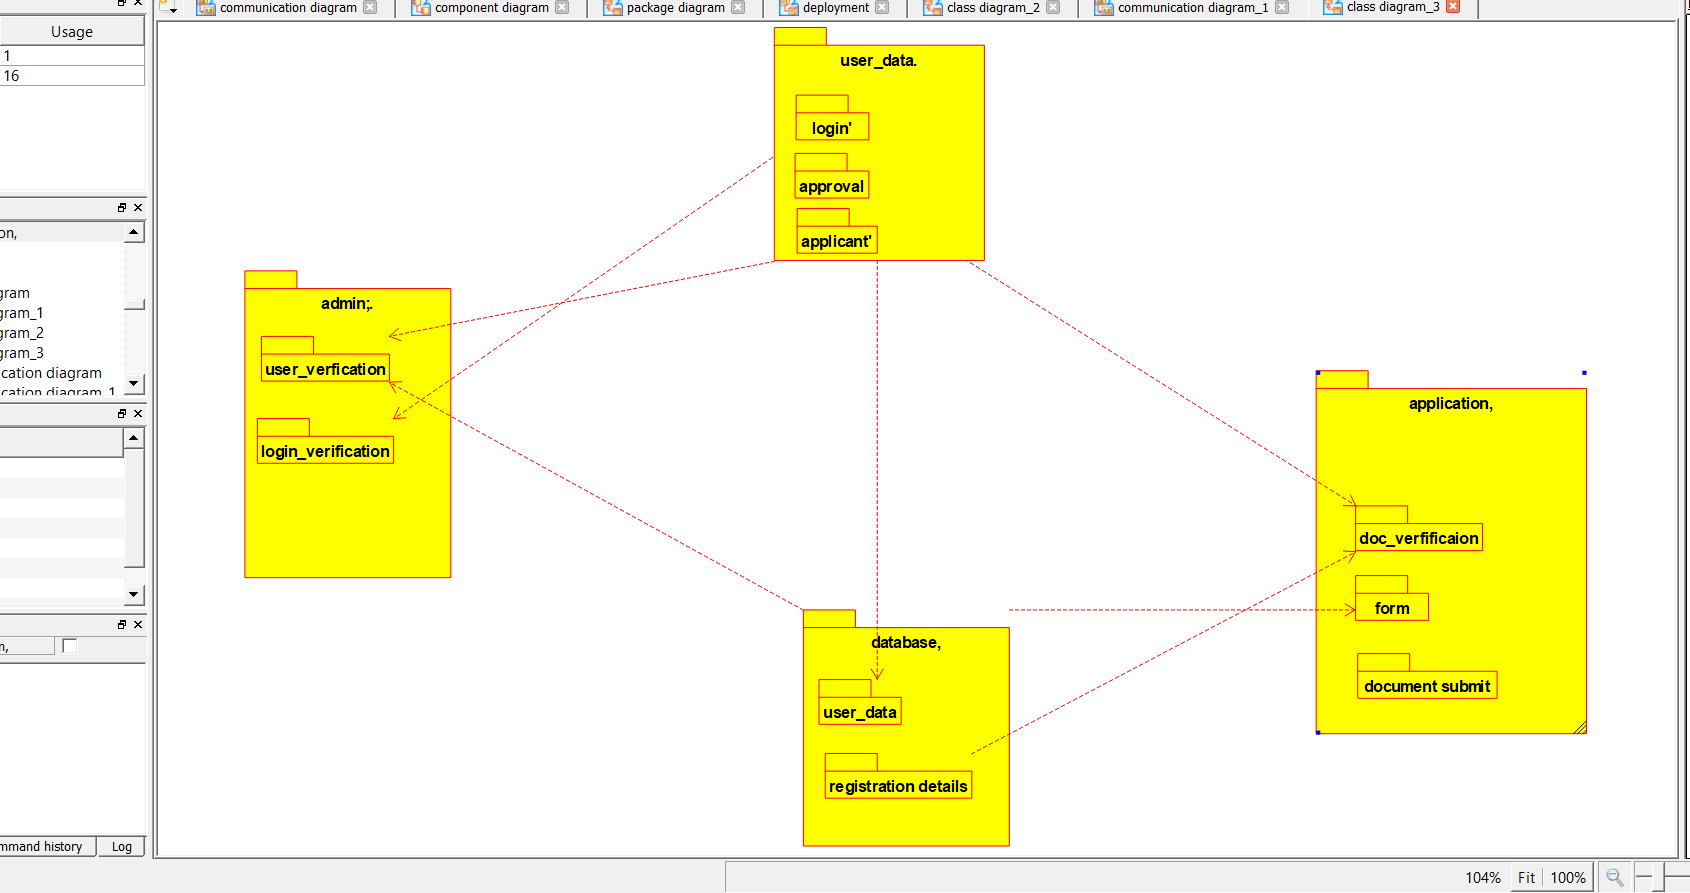 communication diagram
component diagram
package diagram
deployment
class diagram_2
communication diagram_1
class diagram_3
Usage
1
16
on,
gram
gram_1
gram_2
gram_3
cation diagram
cation diagram_1
n,
mmand history
Log
user_data.
login'
approval
applicant'
admin;.
user_verfication
login_verification
application,
doc_verfificaion
form
document submit
database,
user_data
registration details
104%
Fit
100%